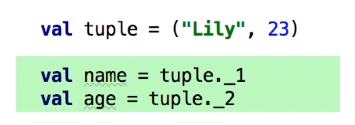 val tuple = ("Lily", 23)
val name = tuple._1
val age = tuple._2